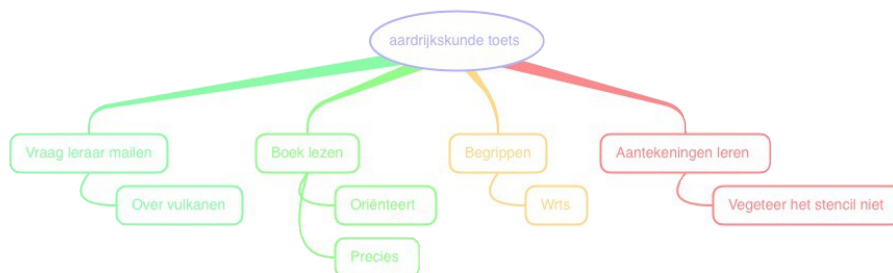 aardrijkskunde toets
Vraag leraar mailen
Boek lezen
Begrippen
Aantekeningen leren
Over vulkanen
Oriënteert
Wrts
Vegeteer het stencil niet
Precies